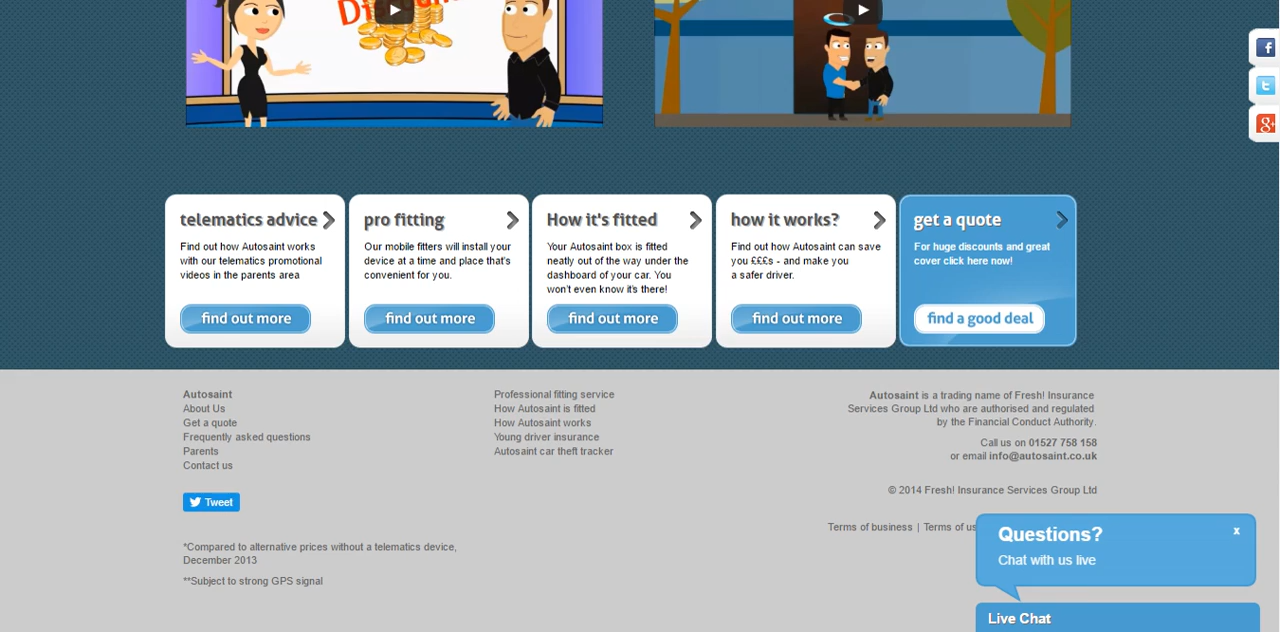 telematics advice
Find out how Autosaint works
with our telematics promotional
videos in the parents area
find out more
pro fitting
Our mobile fitters will install your
device at a time and place that's
convenient for you.
find out more
How it's fitted
Your Autosaint box is fitted
neatly out of the way under the
dashboard of your car. You
won't even know it's there!
find out more
how it works?
Find out how Autosaint can save
you £££s - and make you
a safer driver.
find out more
get a quote
For huge discounts and great
cover click here now!
find a good deal
Autosaint
About Us
Get a quote
Frequently asked questions
Parents
Contact us
Tweet
*Compared to alternative prices without a telematics device,
December 2013
**Subject to strong GPS signal
Professional fitting service
How Autosaint is fitted
How Autosaint works
Young driver insurance
Autosaint car theft tracker
Autosaint is a trading name of Fresh! Insurance
Services Group Ltd who are authorised and regulated
by the Financial Conduct Authority.
Call us on 01527 758 158
or email info@autosaint.co.uk
© 2014 Fresh! Insurance Services Group Ltd
Terms of business | Terms of
Questions?
x
Chat with us live
Live Chat